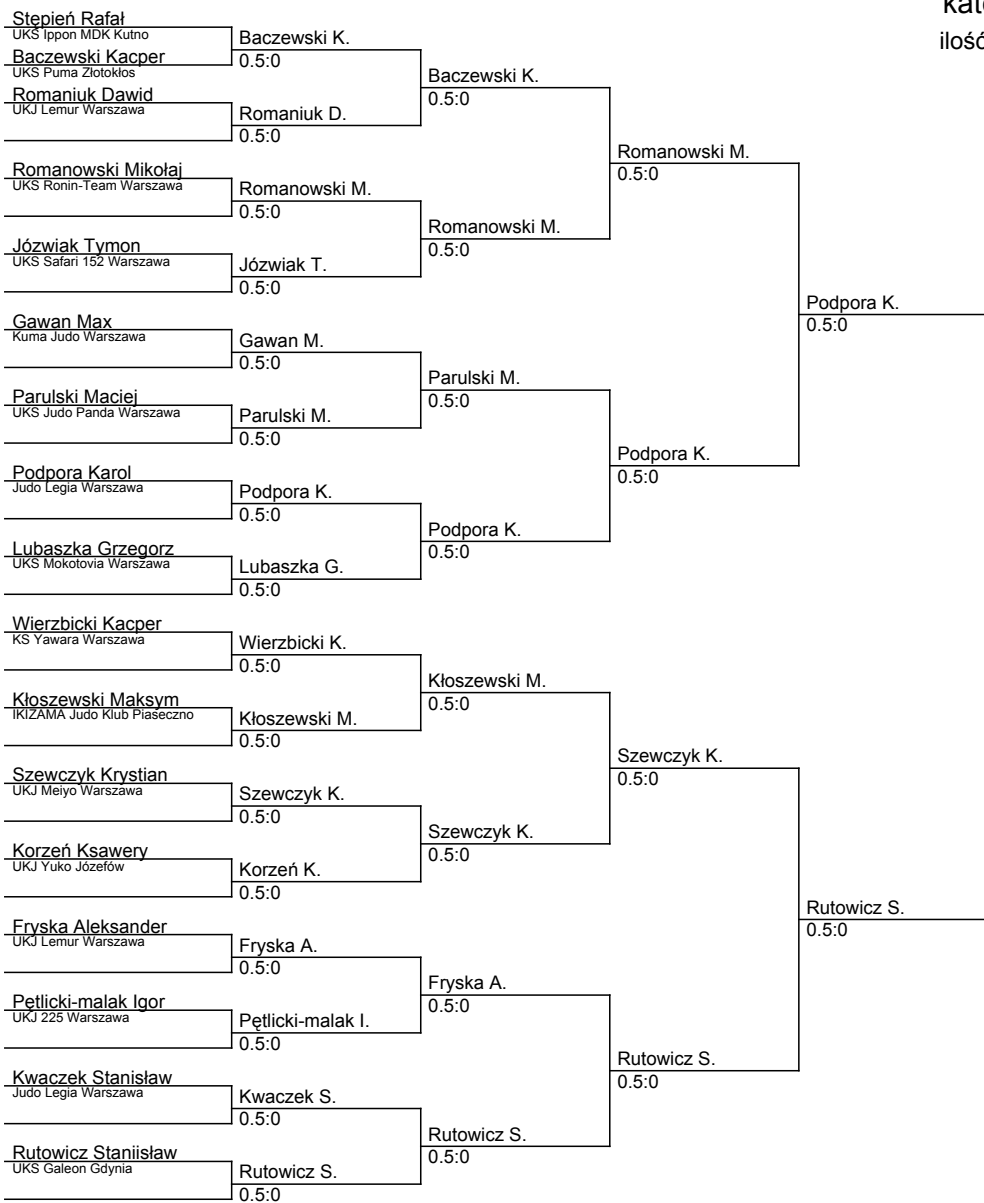 kate
ilość
Stępień Rafał
UKS Ippon MDK Kutno
Baczewski Kacper
UKS Puma Złotokłos
Romaniuk Dawid
UKJ Lemur Warszawa
Romanowski Mikołaj
UKS Ronin-Team Warszawa
Józwiak Tymon
UKS Safari 152 Warszawa
Gawan Max
Kuma Judo Warszawa
Parulski Maciej
UKS Judo Panda Warszawa
Podpora Karol
Judo Legia Warszawa
Lubaszka Grzegorz
UKS Mokotovia Warszawa
Wierzbicki Kacper
KS Yawara Warszawa
Kłoszewski Maksym
IKIZAMA Judo Klub Piaseczno
Szewczyk Krystian
UKJ Meiyo Warszawa
Korzeń Ksawery
UKJ Yuko Józefów
Fryska Aleksander
UKJ Lemur Warszawa
Pętlicki-malak Igor
UKJ 225 Warszawa
Kwaczek Stanisław
Judo Legia Warszawa
Rutowicz Staniisław
UKS Galeon Gdynia
Baczewski K.
0.5:0
Romaniuk D.
0.5:0
Romanowski M.
0.5:0
Józwiak T.
0.5:0
Gawan M.
0.5:0
Parulski M.
0.5:0
Podpora K.
0.5:0
Lubaszka G.
0.5:0
Wierzbicki K.
0.5:0
Kłoszewski M.
0.5:0
Szewczyk K.
0.5:0
Korzeń K.
0.5:0
Fryska A.
0.5:0
Pętlicki-malak I.
0.5:0
Kwaczek S.
0.5:0
Rutowicz S.
0.5:0
Baczewski K.
0.5:0
Romanowski M.
0.5:0
Parulski M.
0.5:0
Podpora K.
0.5:0
Kłoszewski M.
0.5:0
Szewczyk K.
0.5:0
Fryska A.
0.5:0
Rutowicz S.
0.5:0
Romanowski M.
0.5:0
Podpora K.
0.5:0
Szewczyk K.
0.5:0
Rutowicz S.
0.5:0
Podpora K.
0.5:0
Rutowicz S.
0.5:0